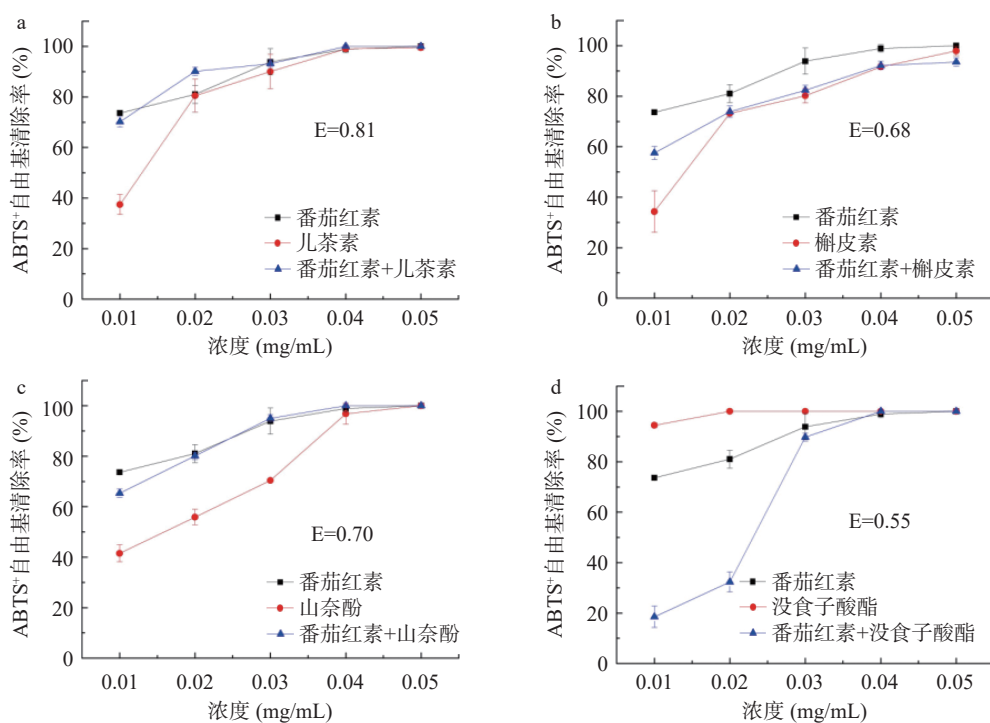 a
ABTS⁺自由基清除率 (%)
100
80
60
40
20
0
E=0.81
番茄红素
儿茶素
番茄红素+儿茶素
0.01 0.02 0.03 0.04 0.05
浓度 (mg/mL)
b
ABTS⁺自由基清除率 (%)
100
80
60
40
20
0
E=0.68
番茄红素
槲皮素
番茄红素+槲皮素
0.01 0.02 0.03 0.04 0.05
浓度 (mg/mL)
c
ABTS⁺自由基清除率 (%)
100
80
60
40
20
0
E=0.70
番茄红素
山奈酚
番茄红素+山奈酚
0.01 0.02 0.03 0.04 0.05
浓度 (mg/mL)
d
ABTS⁺自由基清除率 (%)
100
80
60
40
20
0
E=0.55
番茄红素
没食子酸酯
番茄红素+没食子酸酯
0.01 0.02 0.03 0.04 0.05
浓度 (mg/mL)